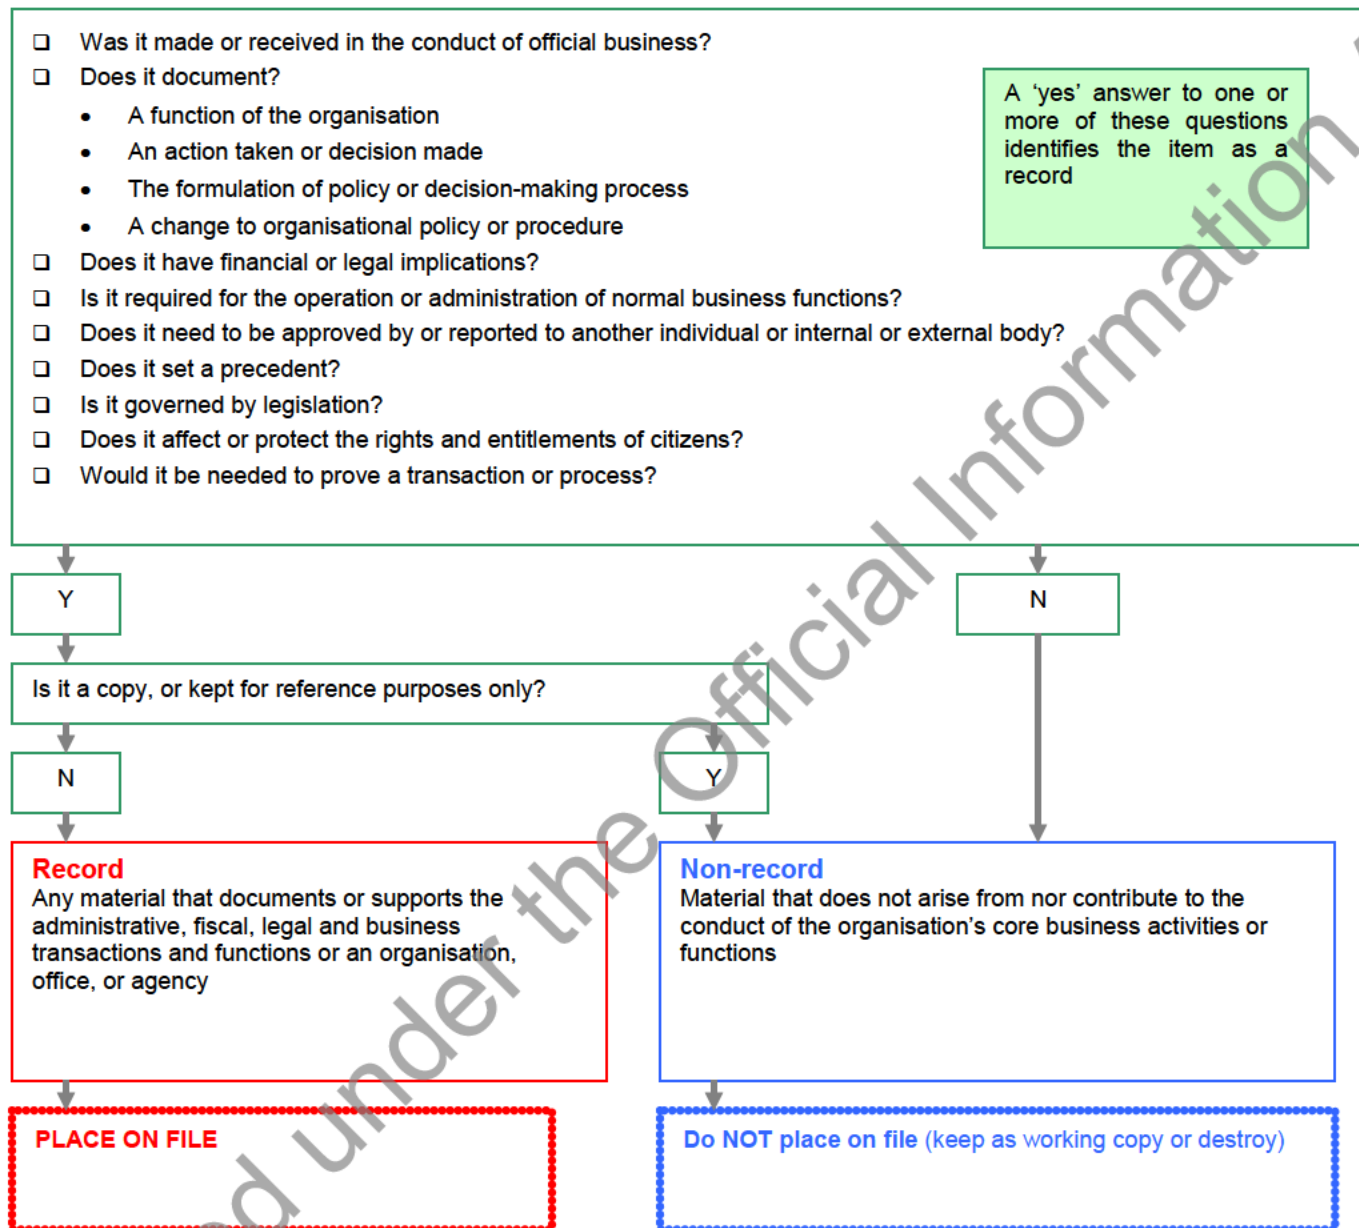 Was it made or received in the conduct of official business?
Does it document?
A function of the organisation
An action taken or decision made
The formulation of policy or decision-making process
A change to organisational policy or procedure
Does it have financial or legal implications?
Is it required for the operation or administration of normal business functions?
Does it need to be approved by or reported to another individual or internal or external body?
Does it set a precedent?
Is it governed by legislation?
Does it affect or protect the rights and entitlements of citizens?
Would it be needed to prove a transaction or process?
A ‘yes’ answer to one or
more of these questions
identifies the item as a
record
Y
N
Is it a copy, or kept for reference purposes only?
N
Y
Record
Any material that documents or supports the
administrative, fiscal, legal and business
transactions and functions or an organisation,
office, or agency
Non-record
Material that does not arise from nor contribute to the
conduct of the organisation’s core business activities or
functions
PLACE ON FILE
Do NOT place on file (keep as working copy or destroy)
under the Official Information